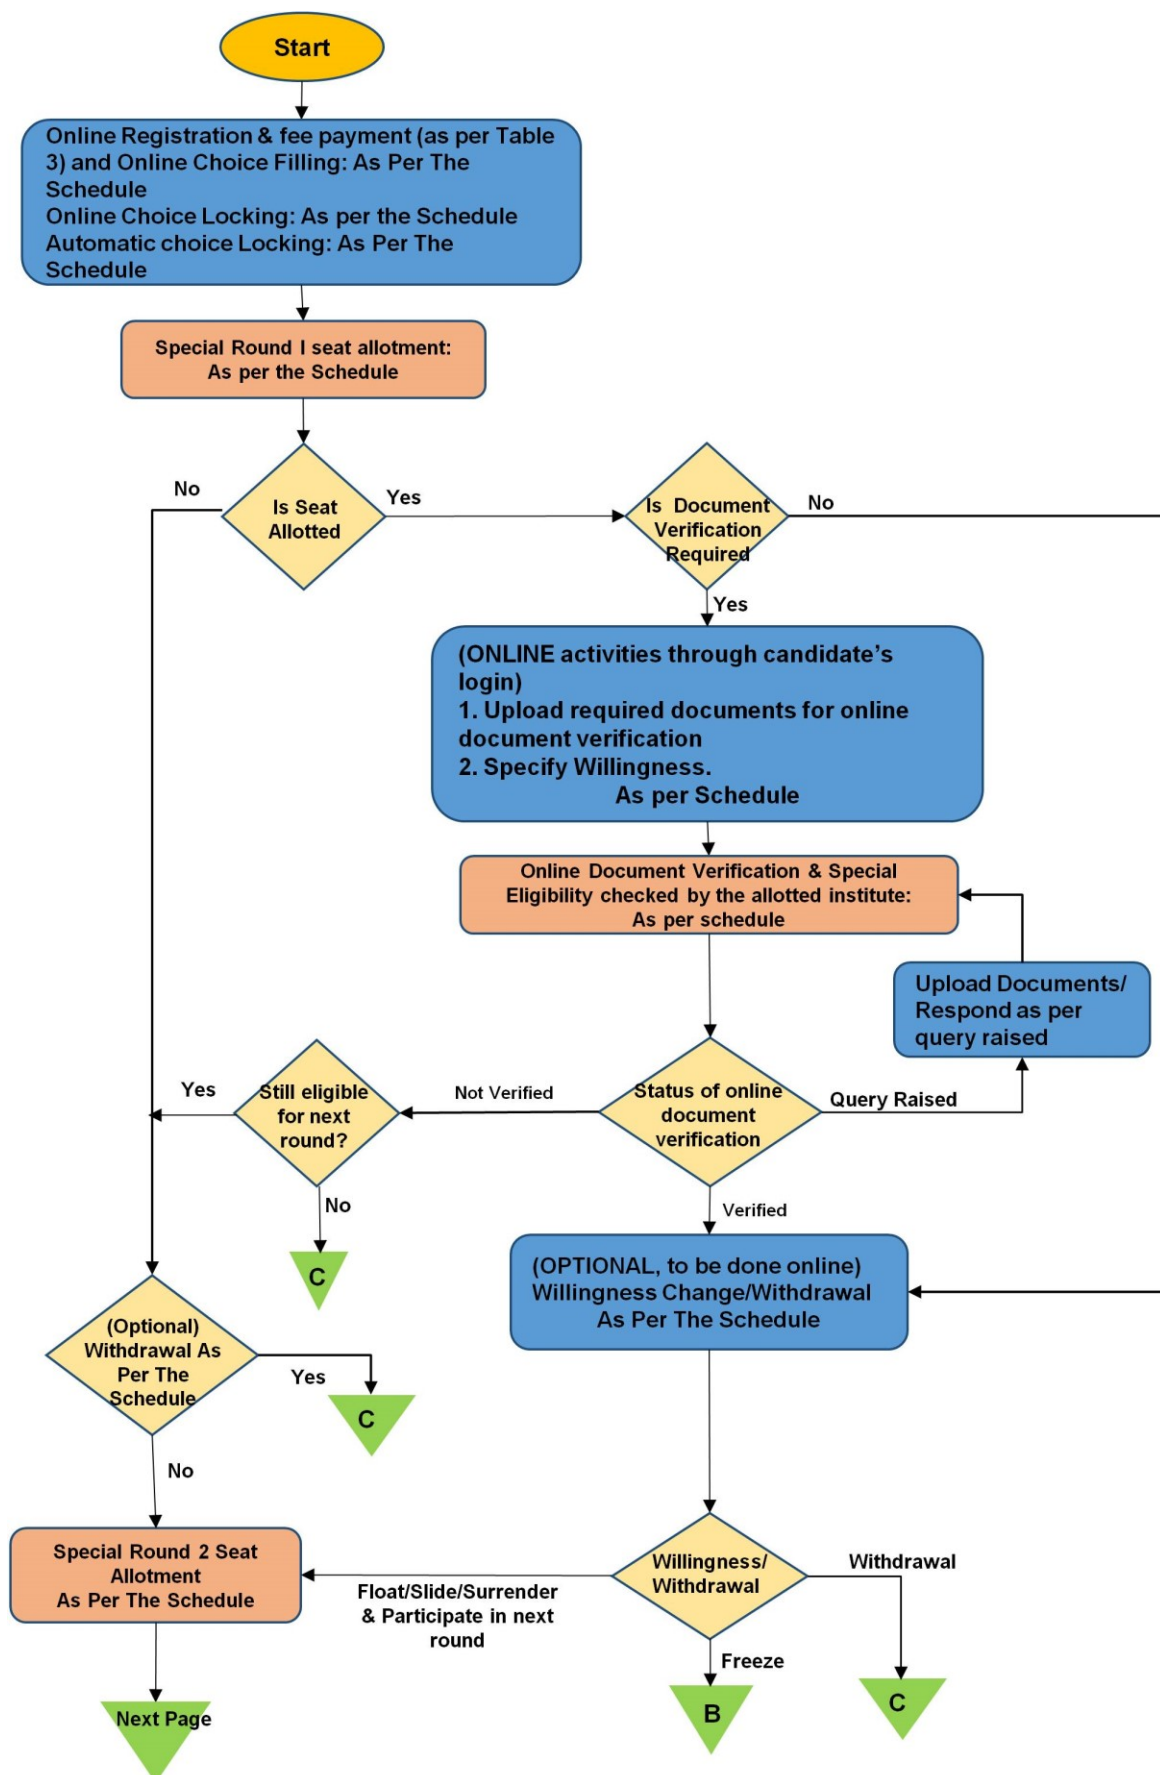 Start
Online Registration & fee payment (as per Table
3) and Online Choice Filling: As Per The
Schedule
Online Choice Locking: As per the Schedule
Automatic choice Locking: As Per The
Schedule
Special Round I seat allotment:
As per the Schedule
No
Is Seat
Allotted
Yes
Is Document
Verification
Required
No
Yes
(ONLINE activities through candidate's
login)
1. Upload required documents for online
document verification
2. Specify Willingness.
As per Schedule
Online Document Verification & Special
Eligibility checked by the allotted institute:
As per schedule
Upload Documents/
Respond as per
query raised
Yes
Still eligible
for next
round?
Not Verified
Status of online
document
verification
Query Raised
No
Verified
C
(OPTIONAL, to be done online)
Willingness Change/Withdrawal
As Per The Schedule
(Optional)
Withdrawal As
Per The
Schedule
Yes
C
No
Special Round 2 Seat
Allotment
As Per The Schedule
Float/Slide/Surrender
& Participate in next
round
Willingness/
Withdrawal
Withdrawal
Freeze
Next Page
B
C